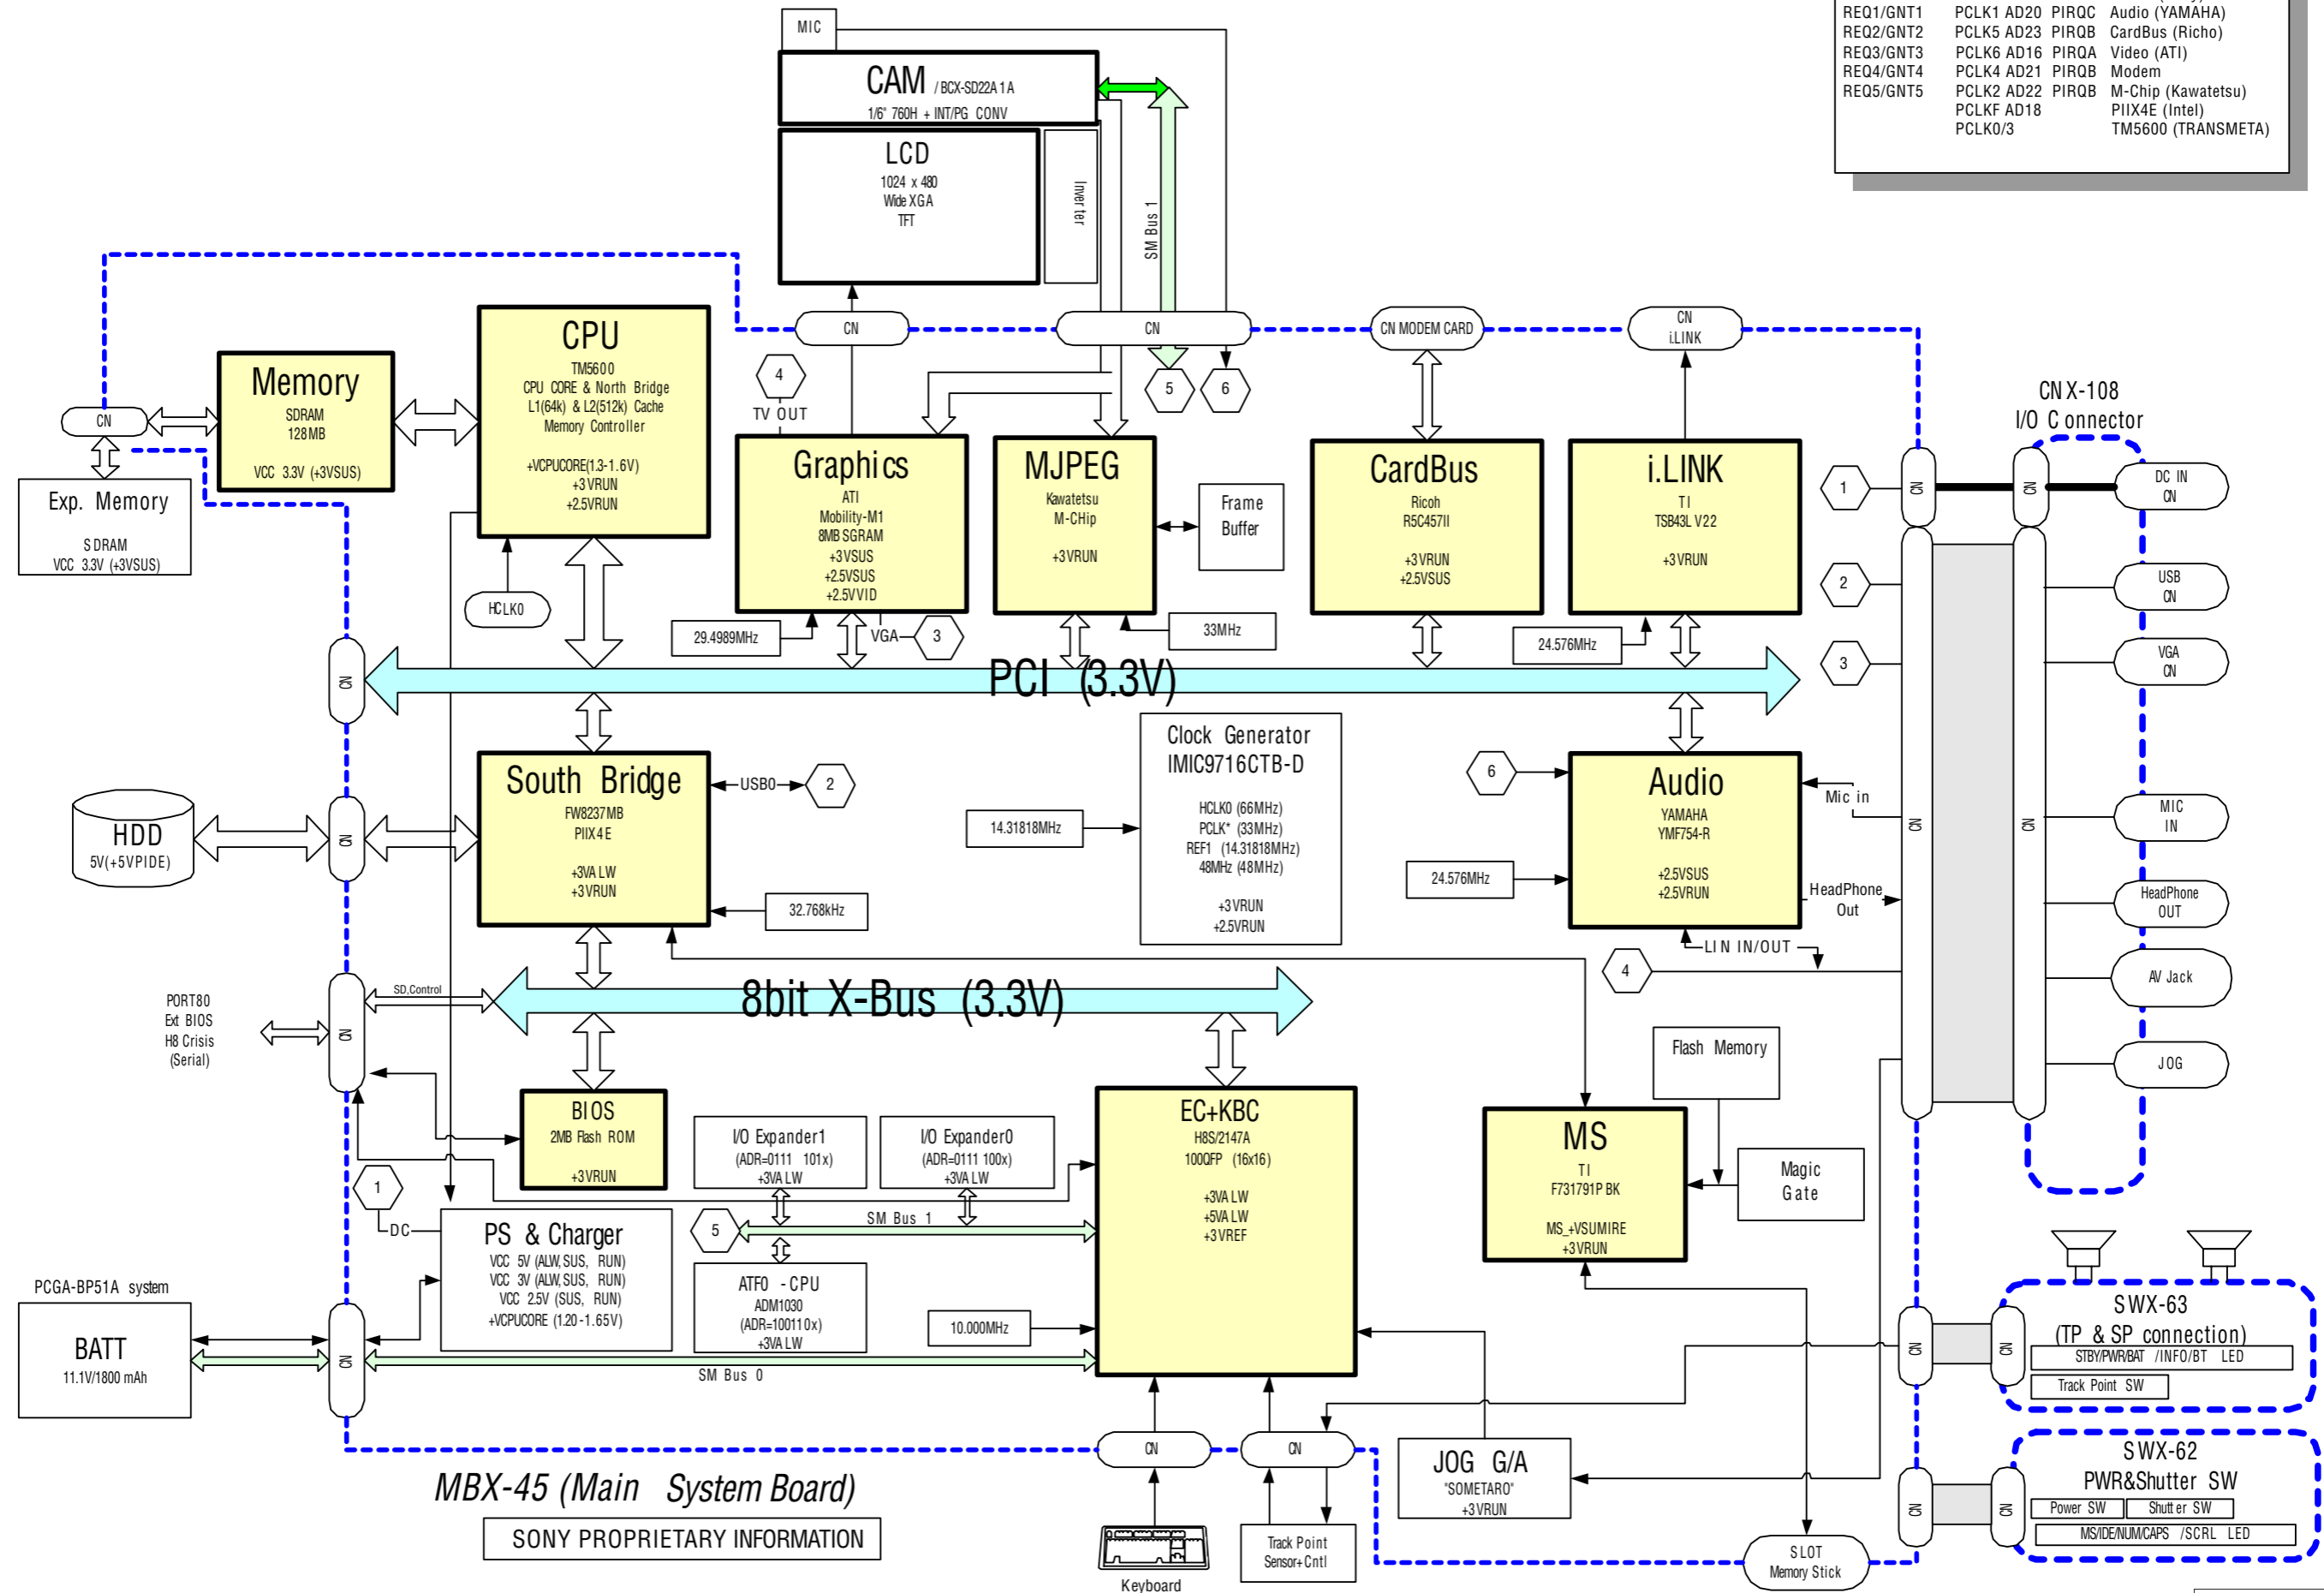 REQ1/GNT1 PCLK1 AD20 PIRQC Audio (YAMAHA)
REQ2/GNT2 PCLK5 AD23 PIRQB CardBus (Richo)
REQ3/GNT3 PCLK6 AD16 PIRQA Video (ATI)
REQ4/GNT4 PCLK4 AD21 PIRQB Modem
REQ5/GNT5 PCLK2 AD22 PIRQB M-Chip (Kawatetsu)
PCLKF AD18 PIIX4E (Intel)
PCLK0/3 TM5600 (TRANSMETA)
MIC
CAM / BCX-SD22A 1A
1/6" 760H + INT/PG CONV
LCD
1024 x 480
Wide XGA
TFT
Inverter
SM Bus 1
CN
CN
CN MODEM CARD
CN
i.LINK
CPU
TM5600
CPU CORE & North Bridge
L1(64k) & L2(512k) Cache
Memory Controller
+VCPUCORE(1.3-1.6V)
+3VRUN
+2.5VRUN
Memory
SDRAM
128MB
VCC 3.3V (+3VSUS)
CN
Exp. Memory
SDRAM
VCC 3.3V (+3VSUS)
HCLK0
4
TV OUT
5
6
Graphics
ATI
Mobility-M1
8MB SGRAM
+3VSUS
+2.5VSUS
+2.5VVID
29.4989MHz
VGA
3
MJPEG
Kawatetsu
M-CHip
+3VRUN
Frame
Buffer
33MHz
CardBus
Ricoh
R5C457II
+3VRUN
+2.5VSUS
i.LINK
TI
TSB43LV22
+3VRUN
24.576MHz
CNX-108
I/O Connector
1
CN
CN
DC IN
CN
2
USB
CN
3
VGA
CN
CN
PCI (3.3V)
South Bridge
FW8237MB
PIIX4E
+3VALW
+3VRUN
USB0
2
32.768kHz
HDD
5V(+5VPIDE)
CN
Clock Generator
IMIC9716CTB-D
HCLK0 (66MHz)
PCLK* (33MHz)
REF1 (14.31818MHz)
48MHz (48MHz)
+3VRUN
+2.5VRUN
14.31818MHz
6
Audio
YAMAHA
YMF754-R
+2.5VSUS
+2.5VRUN
24.576MHz
Mic in
HeadPhone
Out
LIN IN/OUT
4
CN
CN
MIC
IN
HeadPhone
OUT
AV Jack
JOG
PORT80
Ext BIOS
H8 Crisis
(Serial)
CN
SD,Control
8bit X-Bus (3.3V)
BIOS
2MB Flash ROM
+3VRUN
I/O Expander1
(ADR=0111 101x)
+3VALW
I/O Expander0
(ADR=0111 100x)
+3VALW
EC+KBC
H8S/2147A
100QFP (16x16)
+3VALW
+5VALW
+3VREF
Flash Memory
MS
TI
F731791PBK
MS_+VSUMIRE
+3VRUN
Magic
Gate
1
DC
PS & Charger
VCC 5V (ALW,SUS, RUN)
VCC 3V (ALW,SUS, RUN)
VCC 2.5V (SUS, RUN)
+VCPUCORE (1.20-1.65V)
5
SM Bus 1
ATF0 - CPU
ADM1030
(ADR=100110x)
+3VALW
10.000MHz
PCGA-BP51A system
BATT
11.1V/1800 mAh
CN
SM Bus 0
SWX-63
(TP & SP connection)
STBY/PWR/BAT /INFO/BT LED
Track Point SW
CN
CN
SWX-62
PWR&Shutter SW
Power SW
Shutter SW
MS/IDE/NUM/CAPS /SCRL LED
CN
CN
CN
CN
JOG G/A
"SOMETARO"
+3VRUN
MBX-45 (Main System Board)
SONY PROPRIETARY INFORMATION
Keyboard
Track Point
Sensor+Cntl
SLOT
Memory Stick